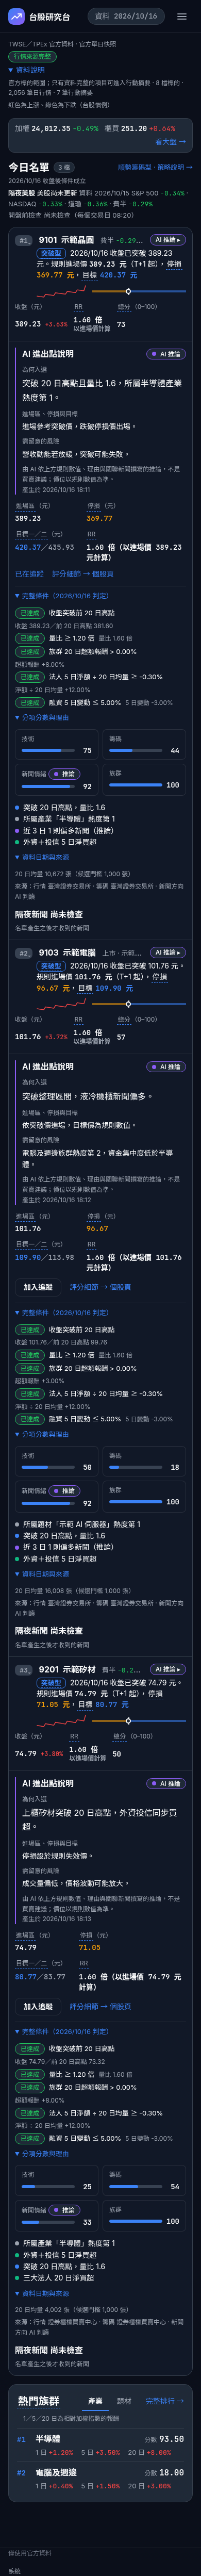 台股研究台
資料 2026/10/16
TWSE／TPEx 官方資料 · 官方單日快照
行情來源完整
▼ 資料說明
官方標的範圍；只有資料完整的項目可進入行動摘要 · 8 檔標的 · 2,056 筆日行情 · 7 筆行動摘要
紅色為上漲、綠色為下跌（台股慣例）
加權 24,012.35 -0.49% 櫃買 251.20 +0.64%
看大盤 →
今日名單 3 檔
順勢籌碼型 · 策略說明 →
2026/10/16 收盤後條件成立
隔夜美股 美股尚未更新 資料 2026/10/15 S&P 500 -0.34% ·
NASDAQ -0.33% · 道瓊 -0.36% · 費半 -0.29%
開盤前檢查 尚未檢查（每個交易日 08:20）
#1 9101 示範晶圓 費半 -0.29… AI 推論 ▸
突破型 2026/10/16 收盤已突破 389.23 元。規則進場價 389.23 元（T+1 起），停損 369.77 元，目標 420.37 元
收盤（元） RR 總分（0–100）
389.23 +3.63% 1.60 倍 以進場價計算 73
AI 進出點說明 AI 推論
為何入選
突破 20 日高點且量比 1.6，所屬半導體產業熱度第 1。
進場區、停損與目標
進場參考突破價，跌破停損價出場。
需留意的風險
營收動能若放緩，突破可能失敗。
由 AI 依上方規則數值、理由與關聯新聞撰寫的推論，不是買賣建議；價位以規則數值為準。
產生於 2026/10/16 18:11
進場區（元） 停損（元）
389.23 369.77
目標一／二（元） RR
420.37／435.93 1.60 倍（以進場價 389.23 元計算）
已在追蹤 評分細節 → 個股頁
▼ 完整條件（2026/10/16 判定）
已達成 收盤突破前 20 日高點
收盤 389.23／前 20 日高點 381.60
已達成 量比 ≥ 1.20 倍 量比 1.60 倍
已達成 族群 20 日超額報酬 > 0.00%
超額報酬 +8.00%
已達成 法人 5 日淨額 ÷ 20 日均量 ≥ -0.30%
淨額 ÷ 20 日均量 +12.00%
已達成 融資 5 日變動 ≤ 5.00% 5 日變動 -3.00%
▼ 分項分數與理由
技術 75
籌碼 44
新聞情緒 推論 92
族群 100
突破 20 日高點，量比 1.6
所屬產業「半導體」熱度第 1
近 3 日 1 則偏多新聞（推論）
外資＋投信 5 日淨買超
▼ 資料日期與來源
20 日均量 10,672 張（候選門檻 1,000 張）
來源：行情 臺灣證券交易所 · 籌碼 臺灣證券交易所 · 新聞方向 AI 判讀
隔夜新聞 尚未檢查
名單產生之後才收到的新聞
#2 9103 示範電腦 上市 · 示範… AI 推論 ▸
突破型 2026/10/16 收盤已突破 101.76 元。規則進場價 101.76 元（T+1 起），停損 96.67 元，目標 109.90 元
收盤（元） RR 總分（0–100）
101.76 +3.72% 1.60 倍 以進場價計算 57
AI 進出點說明 AI 推論
為何入選
突破整理區間，液冷機櫃新聞偏多。
進場區、停損與目標
依突破價進場，目標價為規則數值。
需留意的風險
電腦及週邊族群熱度第 2，資金集中度低於半導體。
由 AI 依上方規則數值、理由與關聯新聞撰寫的推論，不是買賣建議；價位以規則數值為準。
產生於 2026/10/16 18:12
進場區（元） 停損（元）
101.76 96.67
目標一／二（元） RR
109.90／113.98 1.60 倍（以進場價 101.76 元計算）
加入追蹤 評分細節 → 個股頁
▼ 完整條件（2026/10/16 判定）
已達成 收盤突破前 20 日高點
收盤 101.76／前 20 日高點 99.76
已達成 量比 ≥ 1.20 倍 量比 1.60 倍
已達成 族群 20 日超額報酬 > 0.00%
超額報酬 +3.00%
已達成 法人 5 日淨額 ÷ 20 日均量 ≥ -0.30%
淨額 ÷ 20 日均量 +12.00%
已達成 融資 5 日變動 ≤ 5.00% 5 日變動 -3.00%
▼ 分項分數與理由
技術 50
籌碼 18
新聞情緒 推論 92
族群 100
所屬題材「示範 AI 伺服器」熱度第 1
突破 20 日高點，量比 1.6
近 3 日 1 則偏多新聞（推論）
外資＋投信 5 日淨買超
▼ 資料日期與來源
20 日均量 16,008 張（候選門檻 1,000 張）
來源：行情 臺灣證券交易所 · 籌碼 臺灣證券交易所 · 新聞方向 AI 判讀
隔夜新聞 尚未檢查
名單產生之後才收到的新聞
#3 9201 示範矽材 費半 -0.2… AI 推論 ▸
突破型 2026/10/16 收盤已突破 74.79 元。規則進場價 74.79 元（T+1 起），停損 71.05 元，目標 80.77 元
收盤（元） RR 總分（0–100）
74.79 +3.80% 1.60 倍 以進場價計算 50
AI 進出點說明 AI 推論
為何入選
上櫃矽材突破 20 日高點，外資投信同步買超。
進場區、停損與目標
停損設於規則失效價。
需留意的風險
成交量偏低，價格波動可能放大。
由 AI 依上方規則數值、理由與關聯新聞撰寫的推論，不是買賣建議；價位以規則數值為準。
產生於 2026/10/16 18:13
進場區（元） 停損（元）
74.79 71.05
目標一／二（元） RR
80.77／83.77 1.60 倍（以進場價 74.79 元計算）
加入追蹤 評分細節 → 個股頁
▼ 完整條件（2026/10/16 判定）
已達成 收盤突破前 20 日高點
收盤 74.79／前 20 日高點 73.32
已達成 量比 ≥ 1.20 倍 量比 1.60 倍
已達成 族群 20 日超額報酬 > 0.00%
超額報酬 +8.00%
已達成 法人 5 日淨額 ÷ 20 日均量 ≥ -0.30%
淨額 ÷ 20 日均量 +12.00%
已達成 融資 5 日變動 ≤ 5.00% 5 日變動 -3.00%
▼ 分項分數與理由
技術 25
籌碼 54
新聞情緒 推論 33
族群 100
所屬產業「半導體」熱度第 1
外資＋投信 5 日淨買超
突破 20 日高點，量比 1.6
三大法人 20 日淨買超
▼ 資料日期與來源
20 日均量 4,002 張（候選門檻 1,000 張）
來源：行情 證券櫃檯買賣中心 · 籌碼 證券櫃檯買賣中心 · 新聞方向 AI 判讀
隔夜新聞 尚未檢查
名單產生之後才收到的新聞
熱門族群 產業 題材 完整排行 →
1／5／20 日為相對加權指數的報酬
#1 半導體 分數 93.50
1 日 +1.20% 5 日 +3.50% 20 日 +8.00%
#2 電腦及週邊 分數 18.00
1 日 +0.40% 5 日 +1.50% 20 日 +3.00%
僅使用官方資料
系統